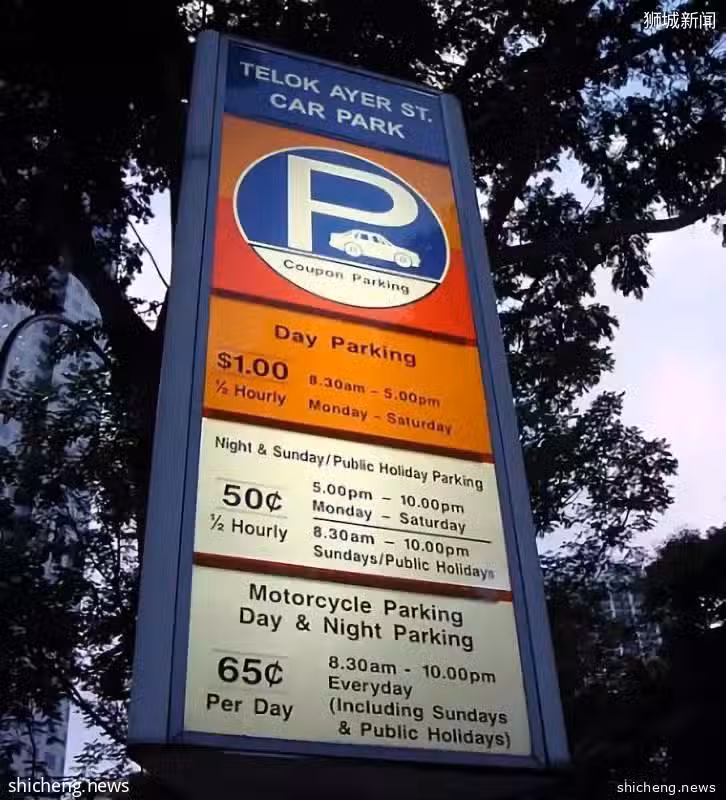 狮城新闻
TELOK AYER ST.
CAR PARK
P
Coupon Parking
Day Parking
$1.00
½ Hourly
8.30am – 5.00pm
Monday – Saturday
Night & Sunday/Public Holiday Parking
50¢
½ Hourly
5.00pm – 10.00pm
Monday – Saturday
8.30am – 10.00pm
Sundays/Public Holidays
Motorcycle Parking
Day & Night Parking
65¢
Per Day
8.30am - 10.00pm
Everyday
(Including Sundays
& Public Holidays)
shicheng.news
shicheng.news